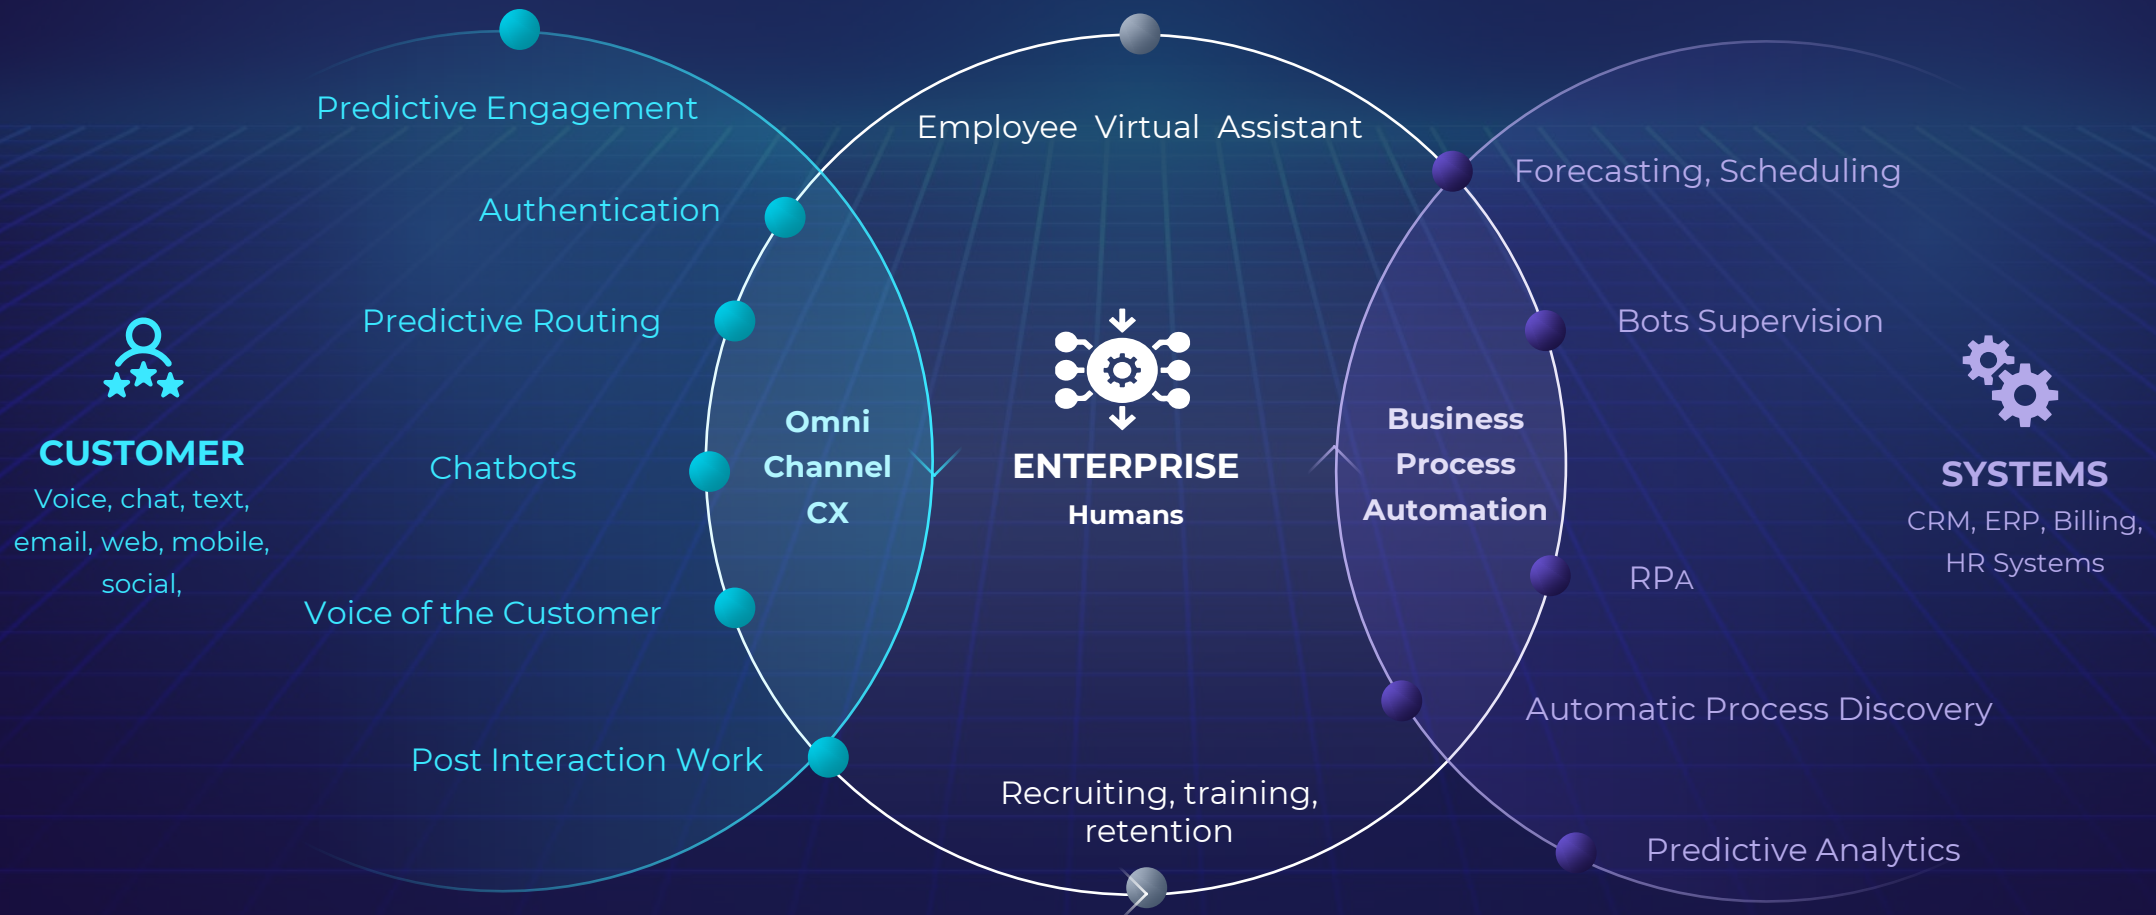 Predictive Engagement
Authentication
Predictive Routing
Chatbots
Voice of the Customer
Post Interaction Work
CUSTOMER
Voice, chat, text,
email, web, mobile,
social,
Omni
Channel
CX
Employee Virtual Assistant
ENTERPRISE
Humans
Recruiting, training,
retention
Business
Process
Automation
Forecasting, Scheduling
Bots Supervision
RPA
Automatic Process Discovery
Predictive Analytics
SYSTEMS
CRM, ERP, Billing,
HR Systems